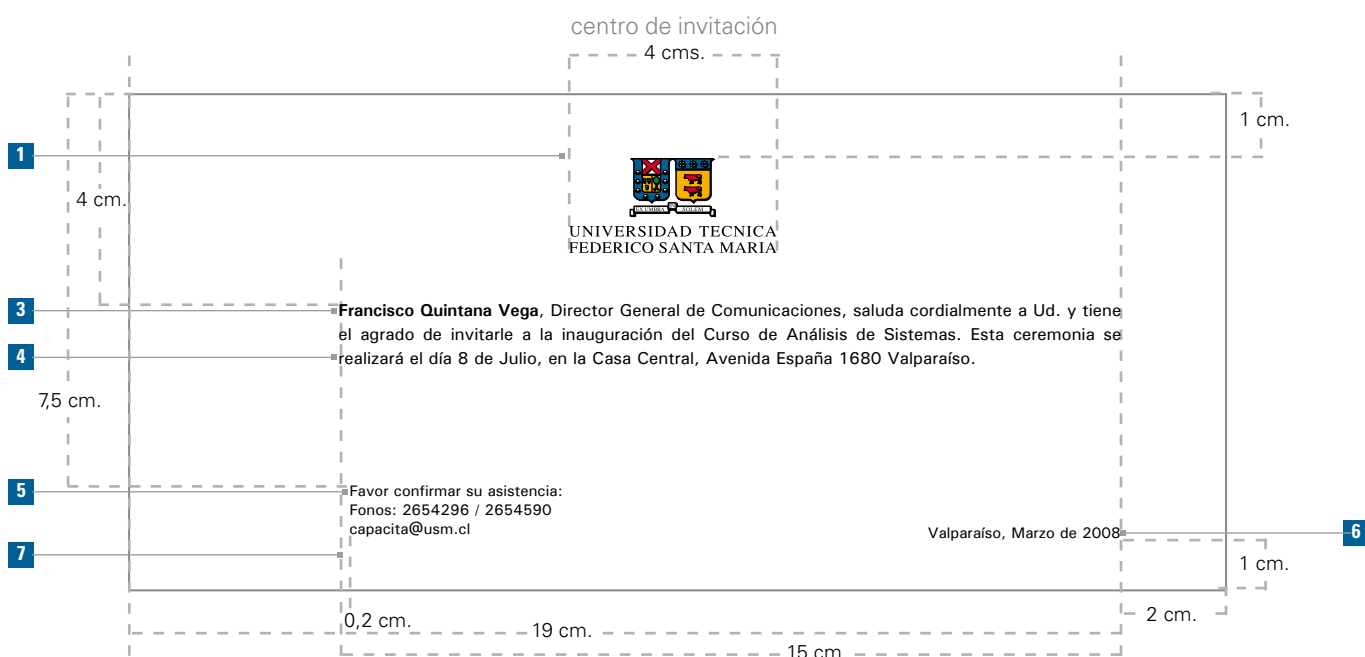 centro de invitación
4 cms.
1 cm.
1
4 cm.
EX UMBRA SOLEM
UNIVERSIDAD TECNICA
FEDERICO SANTA MARIA
3
Francisco Quintana Vega, Director General de Comunicaciones, saluda cordialmente a Ud. y tiene
el agrado de invitarle a la inauguración del Curso de Análisis de Sistemas. Esta ceremonia se
4
realizará el día 8 de Julio, en la Casa Central, Avenida España 1680 Valparaíso.
7,5 cm.
5
Favor confirmar su asistencia:
Fonos: 2654296 / 2654590
capacita@usm.cl
Valparaíso, Marzo de 2008
6
7
1 cm.
0,2 cm.
19 cm.
2 cm.
15 cm